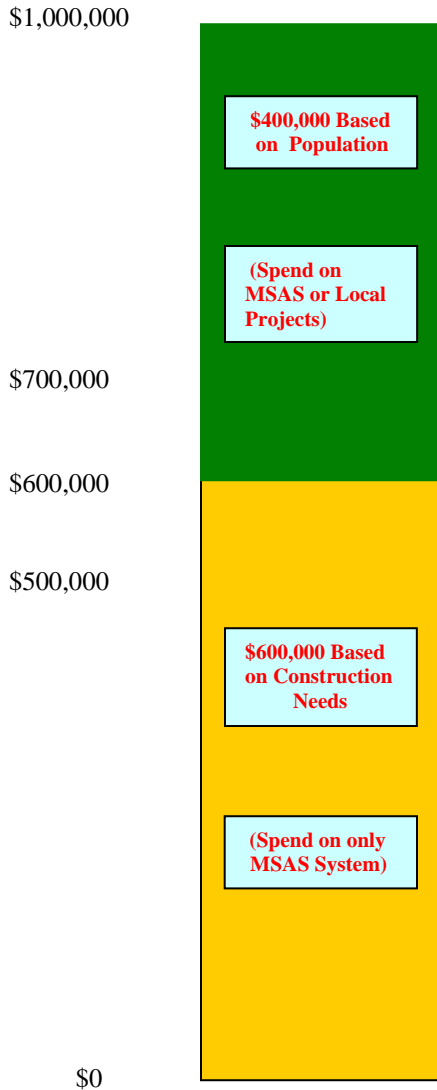 $1,000,000
$400,000 Based
on Population
(Spend on
MSAS or Local
Projects)
$700,000
$600,000
$500,000
$600,000 Based
on Construction
Needs
(Spend on only
MSAS System)
$0